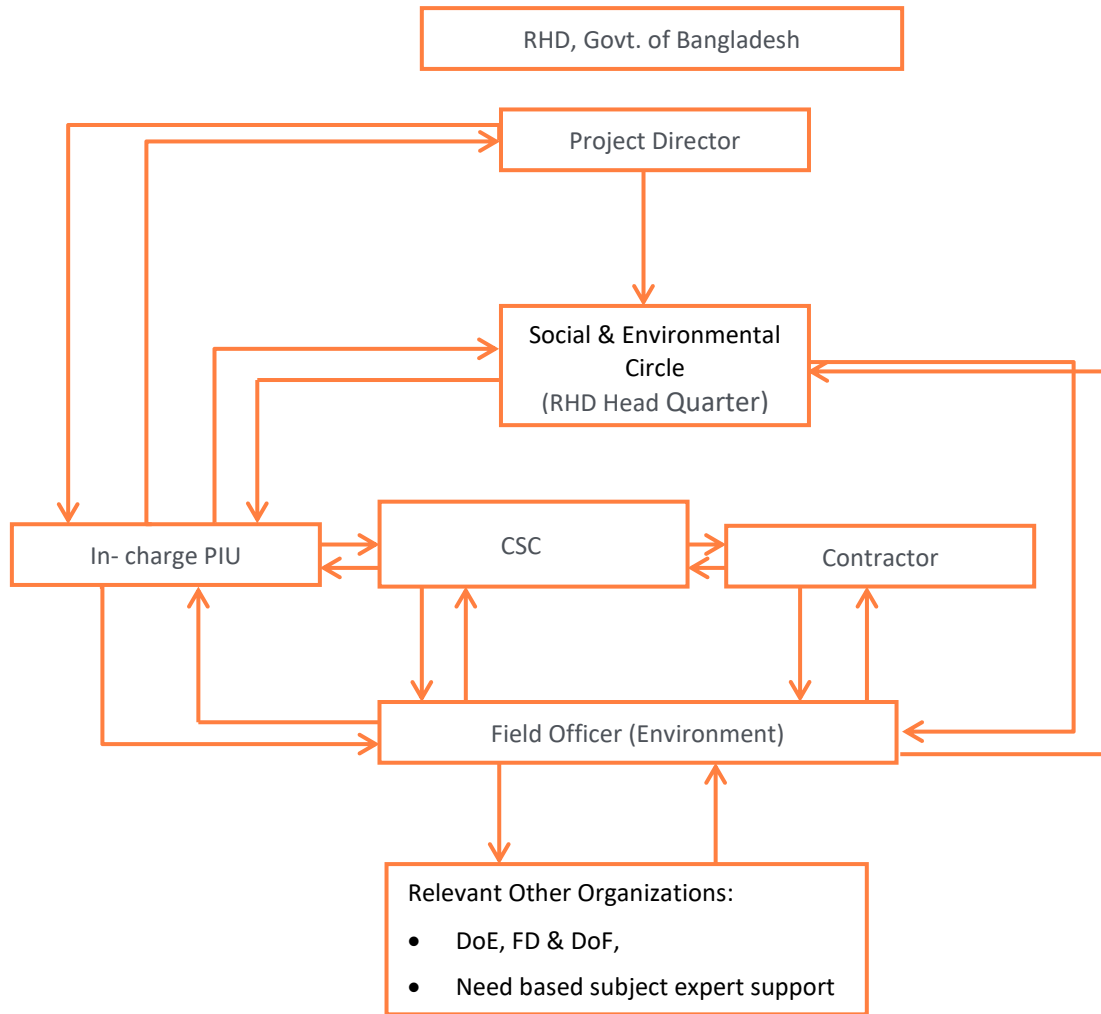 RHD, Govt. of Bangladesh
Project Director
Social & Environmental
Circle
(RHD Head Quarter)
In- charge PIU
CSC
Contractor
Field Officer (Environment)
Relevant Other Organizations:
• DoE, FD & DoF,
• Need based subject expert support